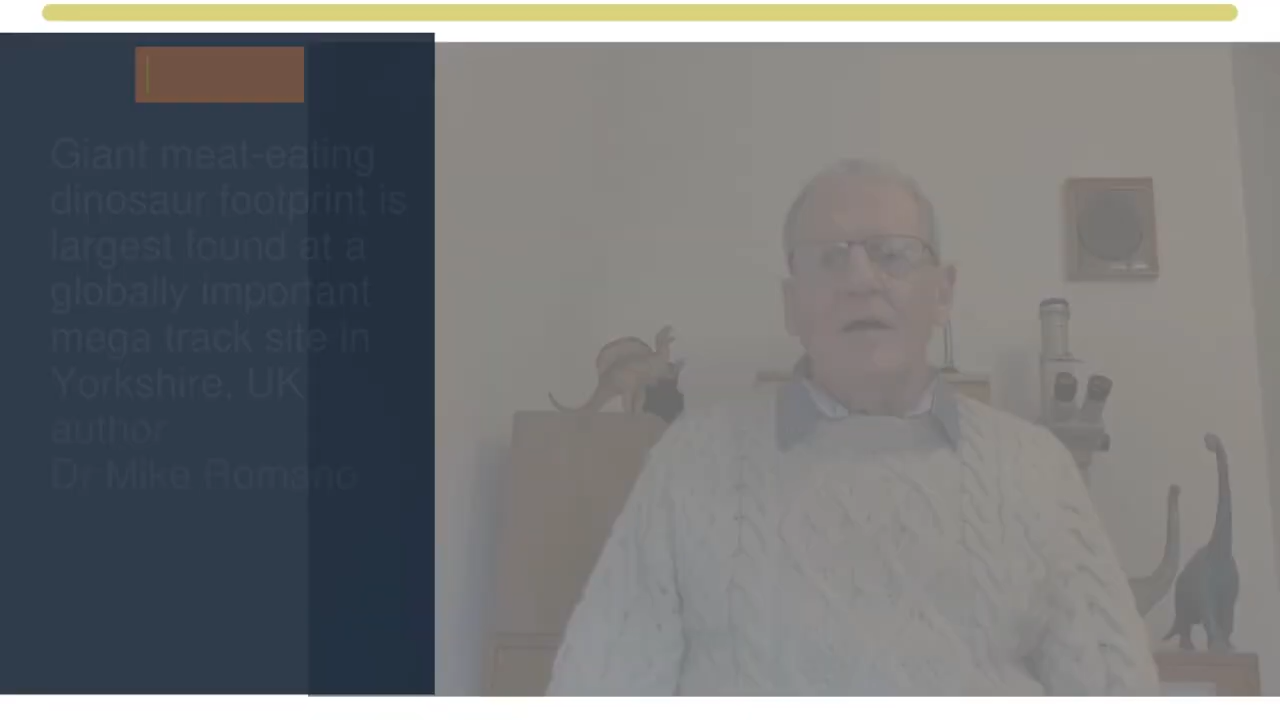 Giant meat-eating
dinosaur footprint is
largest found at a
globally important
mega track site in
Yorkshire, UK
author
Dr Mike Romano